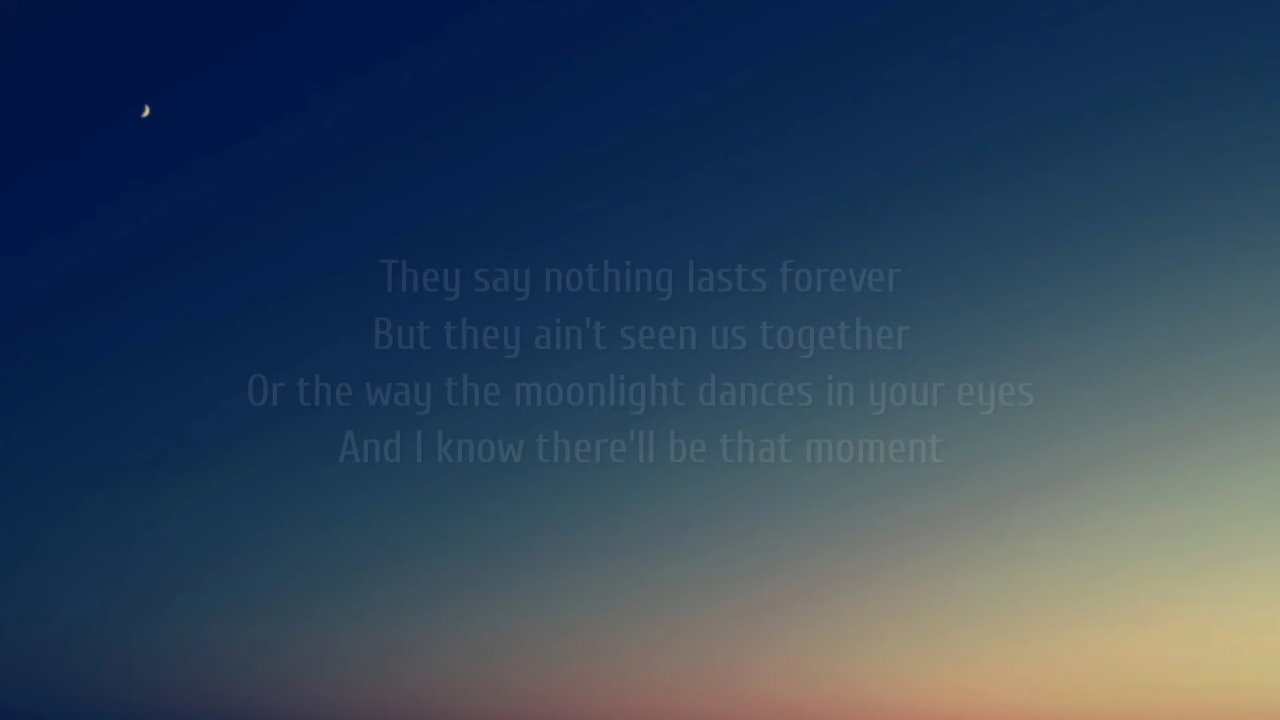 They say nothing lasts forever
But they ain't seen us together
Or the way the moonlight dances in your eyes
And I know there'll be that moment